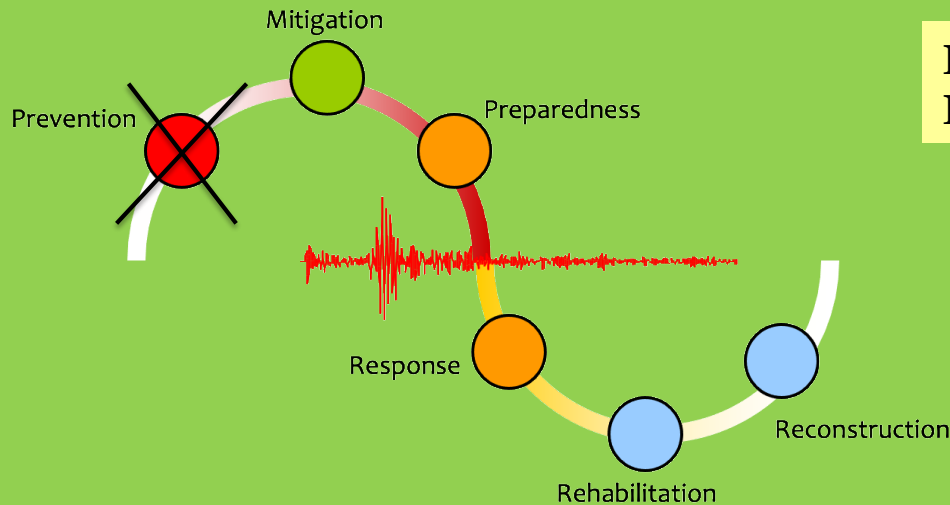 Mitigation
Prevention
Preparedness
Response
Reconstruction
Rehabilitation